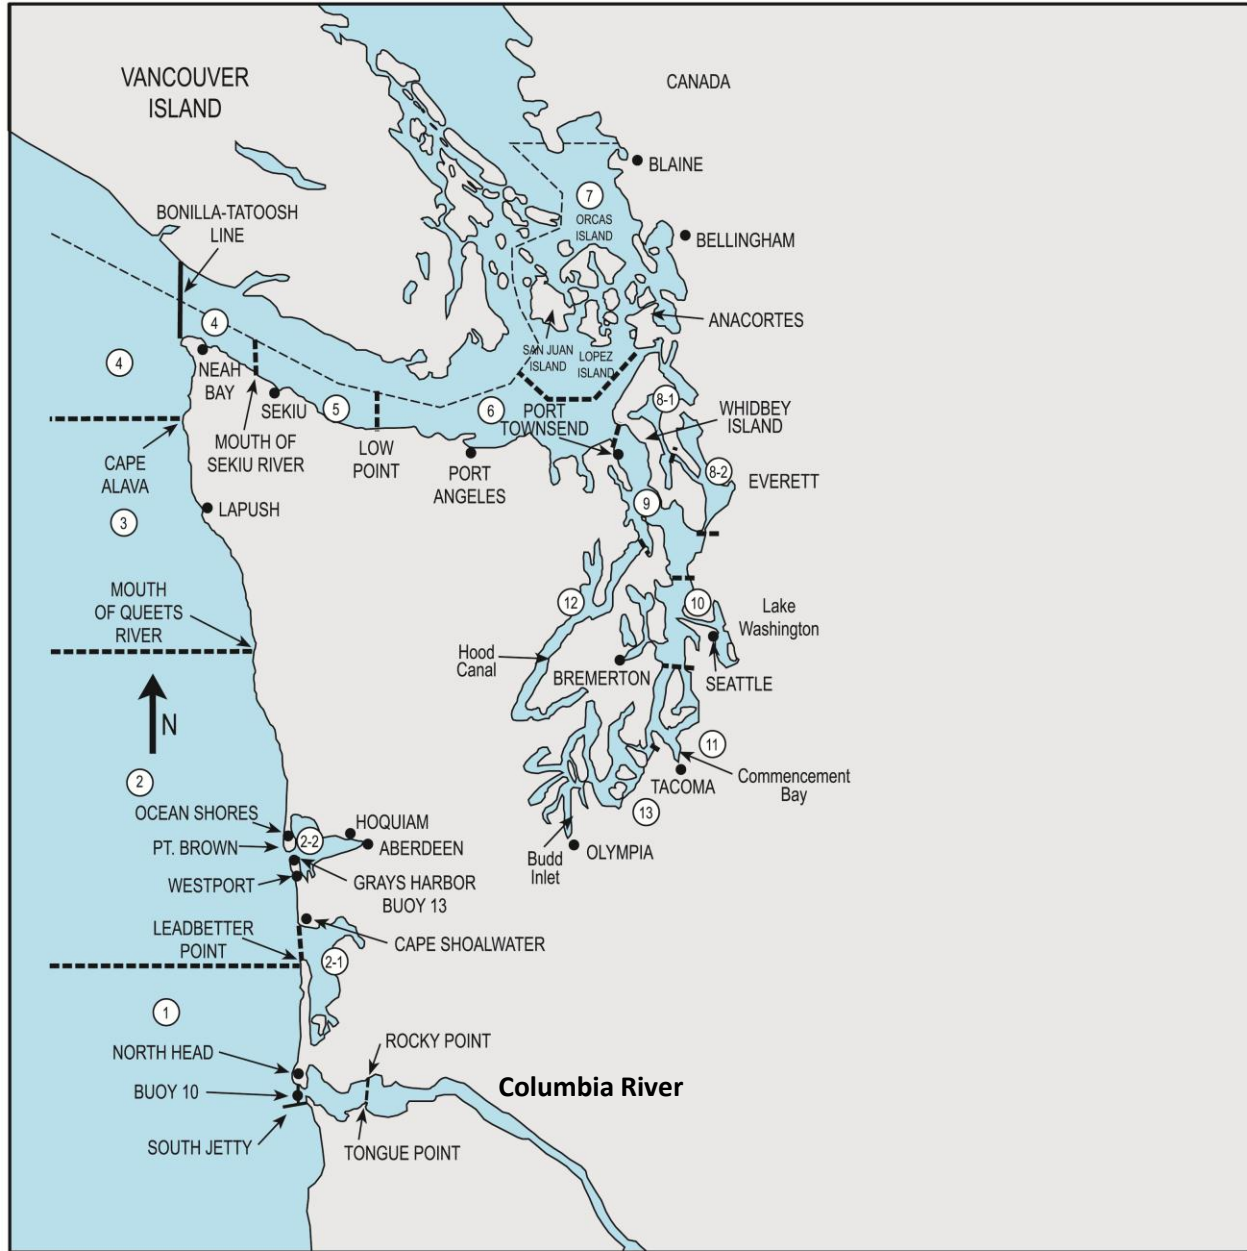 VANCOUVER
ISLAND
CANADA
BLAINE
7
ORCAS
ISLAND
BONILLA-TATOOSH
LINE
BELLINGHAM
4
ANACORTES
4
NEAH
BAY
SAN JUAN
ISLAND
LOPEZ
ISLAND
SEKIU
5
6
8-1
PORT
TOWNSEND
WHIDBEY
ISLAND
MOUTH OF
SEKIU RIVER
LOW
POINT
CAPE
ALAVA
PORT
ANGELES
8-2
EVERETT
9
LAPUSH
3
MOUTH
OF QUEETS
RIVER
12
10
Lake
Washington
Hood
Canal
BREMERTON
SEATTLE
N
11
2
TACOMA
Commencement
Bay
OCEAN SHORES
13
HOQUIAM
2-2
PT. BROWN
ABERDEEN
Budd
Inlet
OLYMPIA
WESTPORT
GRAYS HARBOR
BUOY 13
LEADBETTER
POINT
CAPE SHOALWATER
2-1
1
ROCKY POINT
NORTH HEAD
Columbia River
BUOY 10
SOUTH JETTY
TONGUE POINT